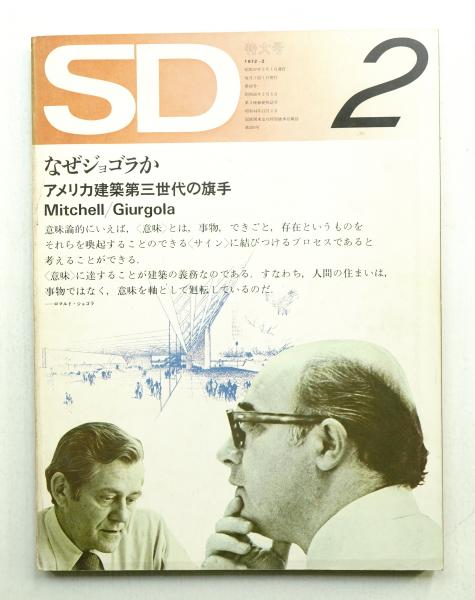 SD
特大号
2
1972-2
なぜジョゴラか
アメリカ建築第三世代の旗手
Mitchell/Giurgola
意味論的にいえば,〈意味〉とは, 事物, できごと, 存在というものを
それらを喚起することのできる〈サイン〉に結びつけるプロセスであると
考えることができる.
〈意味〉に達することが建築の義務なのである. すなわち, 人間の住まいは,
事物ではなく, 意味を軸として廻転しているのだ.
──ロマルド・ジョゴラ